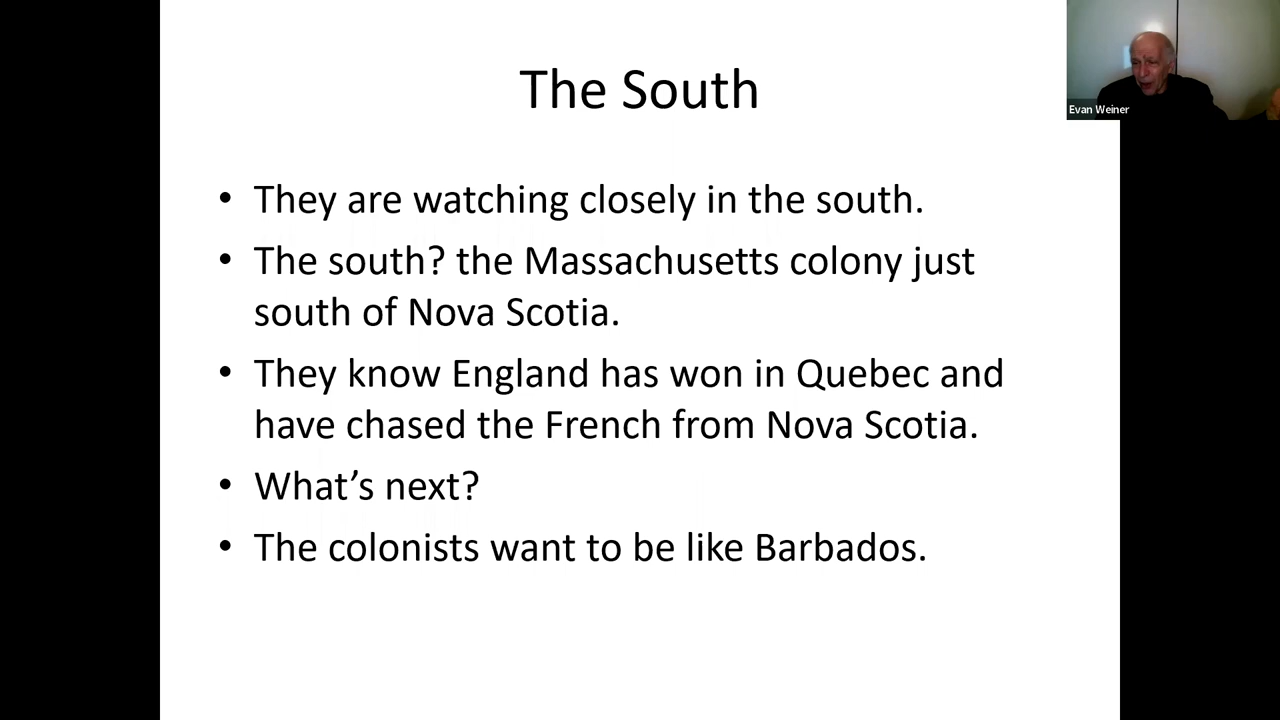 The South
Evan Weiner
• They are watching closely in the south.
• The south? the Massachusetts colony just
south of Nova Scotia.
• They know England has won in Quebec and
have chased the French from Nova Scotia.
• What’s next?
• The colonists want to be like Barbados.